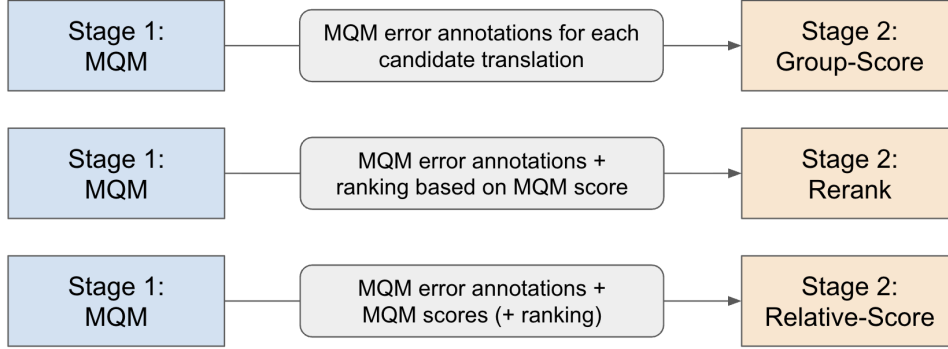 Stage 1:
MQM
MQM error annotations for each
candidate translation
Stage 2:
Group-Score
Stage 1:
MQM
MQM error annotations +
ranking based on MQM score
Stage 2:
Rerank
Stage 1:
MQM
MQM error annotations +
MQM scores (+ ranking)
Stage 2:
Relative-Score